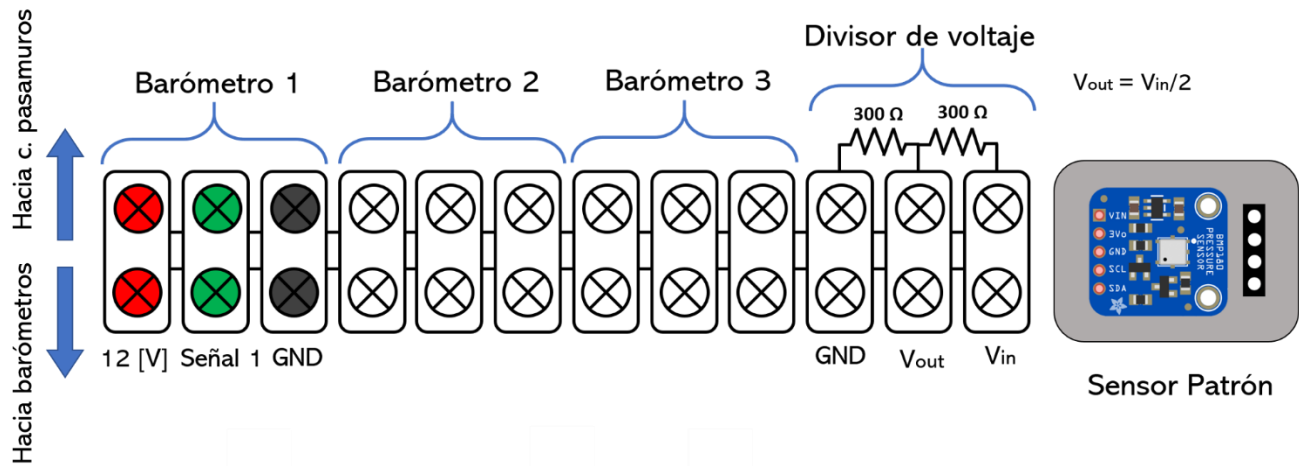 Hacia c. pasamuros
Hacia barómetros
Barómetro 1
Barómetro 2
Barómetro 3
Divisor de voltaje
300 Ω
300 Ω
Vout = Vin/2
12 [V]
Señal 1
GND
GND
Vout
Vin
VIN
3Vo
GND
SCL
SDA
BMP180
PRESSURE
SENSOR
Sensor Patrón